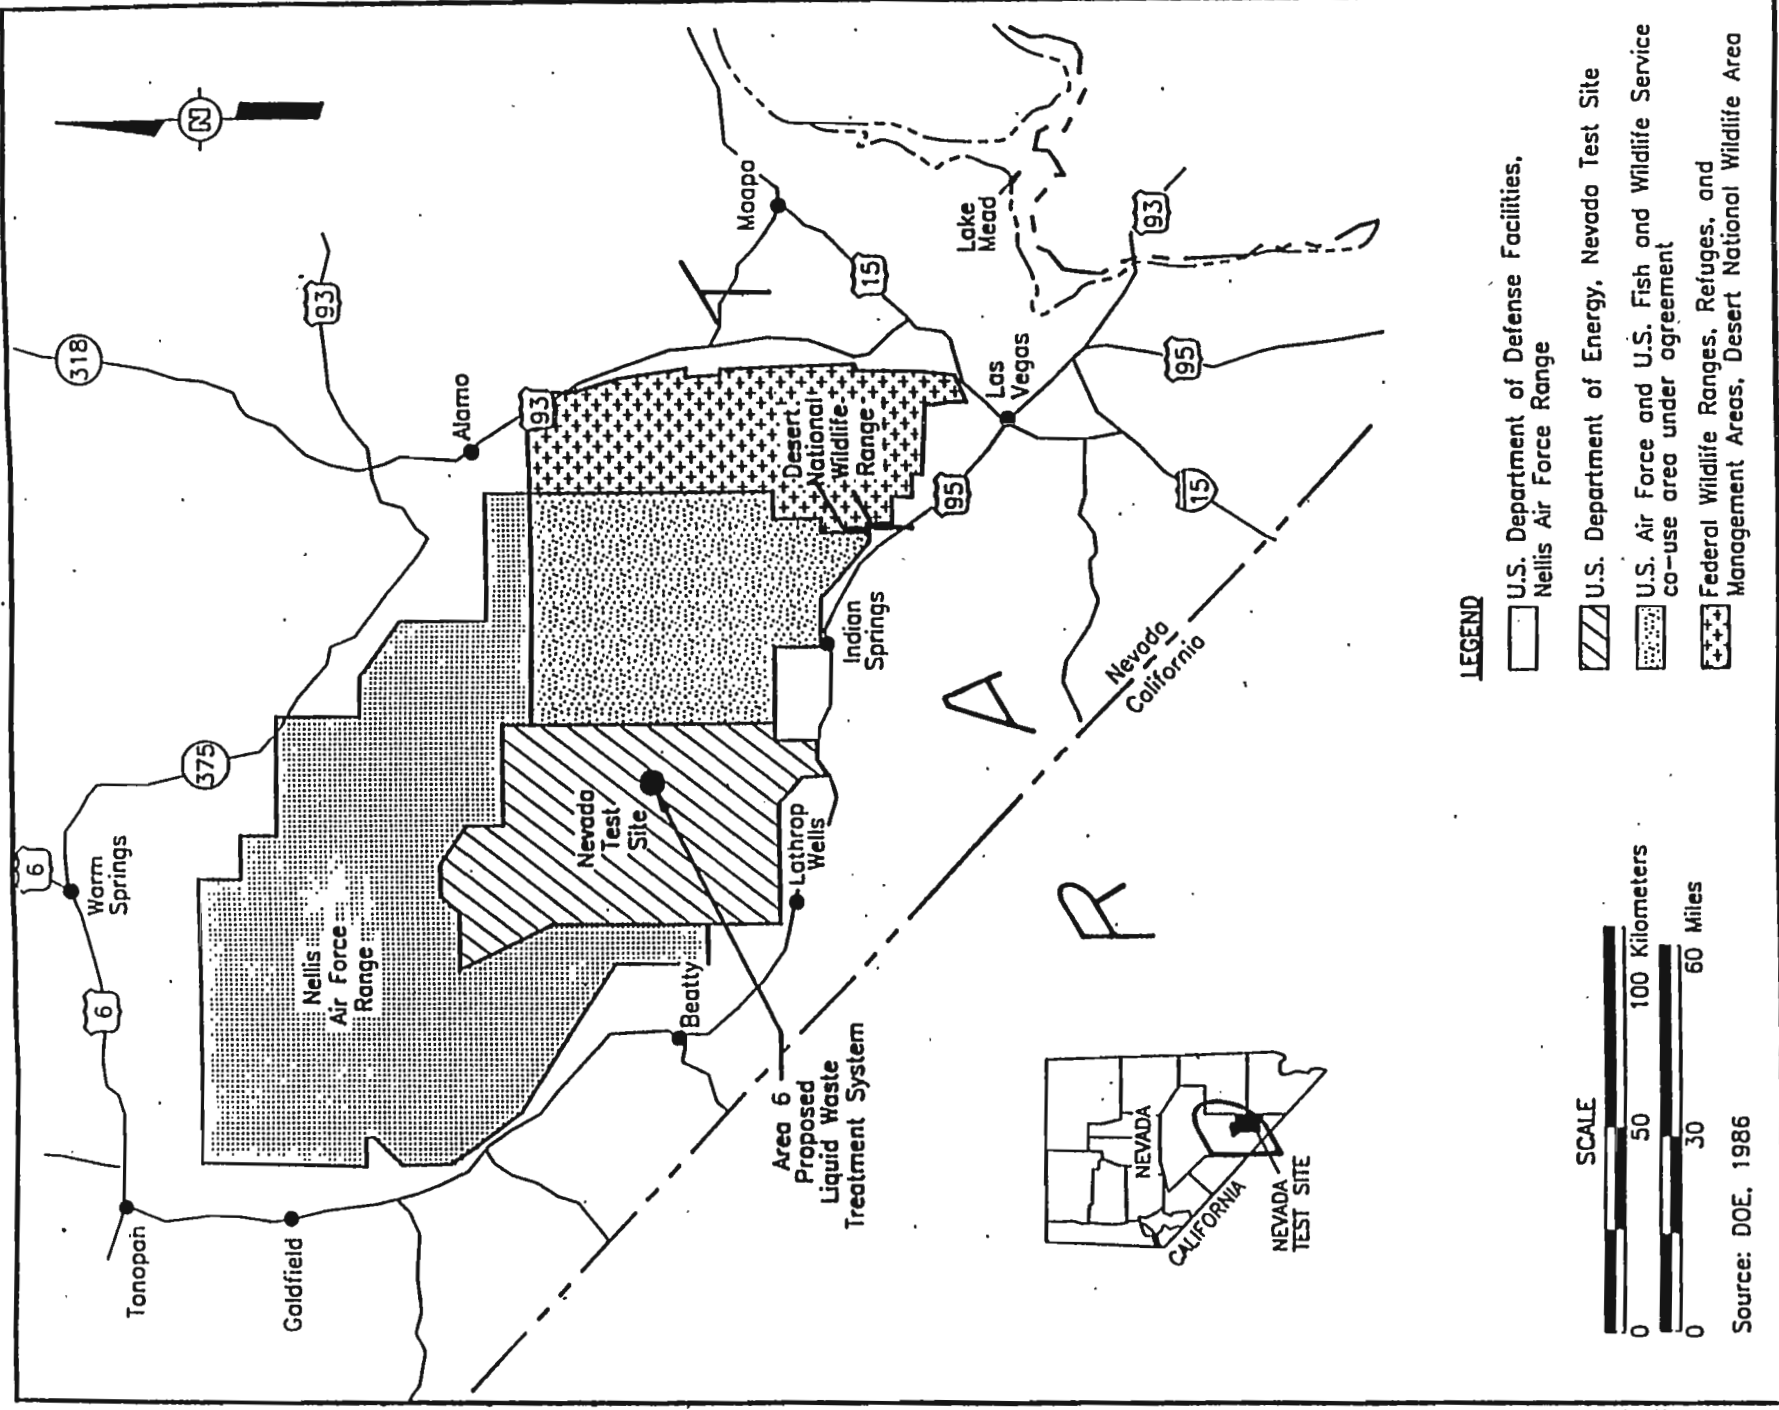 N
6
Warm
Springs
318
93
375
6
Tonopah
Goldfield
Alamo
93
Moapa
15
Nellis
Air Force
Range
Desert
National
Wildlife
Range
Lake
Mead
93
Nevada
Test
Site
Las
Vegas
95
95
Indian
Springs
15
Lathrop
Wells
Beatty
Area 6
Proposed
Liquid Waste
Treatment System
Nevada
California
R
A
Y
NEVADA
CALIFORNIA
NEVADA
TEST SITE
LEGEND
U.S. Department of Defense Facilities,
Nellis Air Force Range
U.S. Department of Energy, Nevada Test Site
U.S. Air Force and U.S. Fish and Wildlife Service
co-use area under agreement
Federal Wildlife Ranges, Refuges, and
Management Areas, Desert National Wildlife Area
SCALE
0 50 100 Kilometers
0 30 60 Miles
Source: DOE, 1986